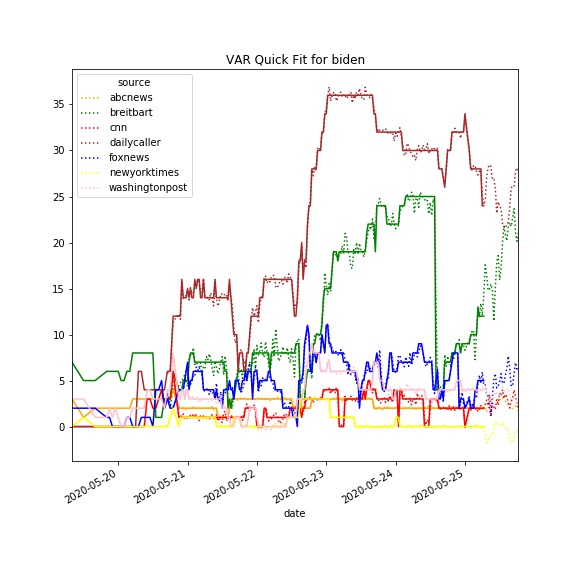 VAR Quick Fit for biden
source
abcnews
breitbart
cnn
dailycaller
foxnews
newyorktimes
washingtonpost
35
30
25
20
15
10
5
0
2020-05-20
2020-05-21
2020-05-22
2020-05-23
2020-05-24
2020-05-25
date